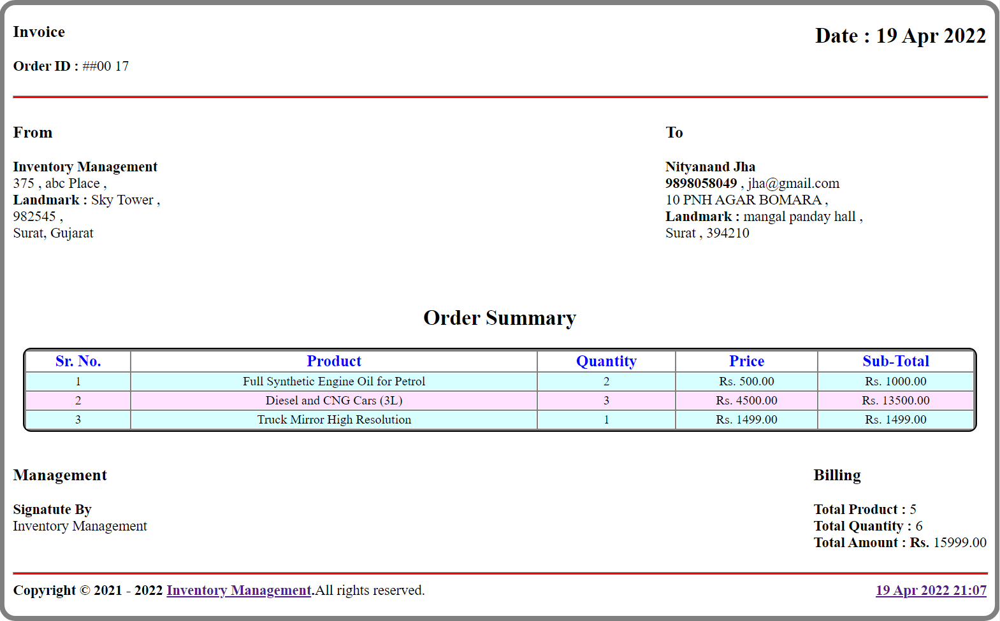 Invoice
Date : 19 Apr 2022
Order ID : ##00 17
From
Inventory Management
375 , abc Place ,
Landmark : Sky Tower ,
982545 ,
Surat, Gujarat
To
Nityanand Jha
9898058049 , jha@gmail.com
10 PNH AGAR BOMARA ,
Landmark : mangal panday hall ,
Surat , 394210
Order Summary
Sr. No. Product Quantity Price Sub-Total
1 Full Synthetic Engine Oil for Petrol 2 Rs. 500.00 Rs. 1000.00
2 Diesel and CNG Cars (3L) 3 Rs. 4500.00 Rs. 13500.00
3 Truck Mirror High Resolution 1 Rs. 1499.00 Rs. 1499.00
Management
Signatute By
Inventory Management
Billing
Total Product : 5
Total Quantity : 6
Total Amount : Rs. 15999.00
Copyright © 2021 - 2022 Inventory Management.All rights reserved.
19 Apr 2022 21:07